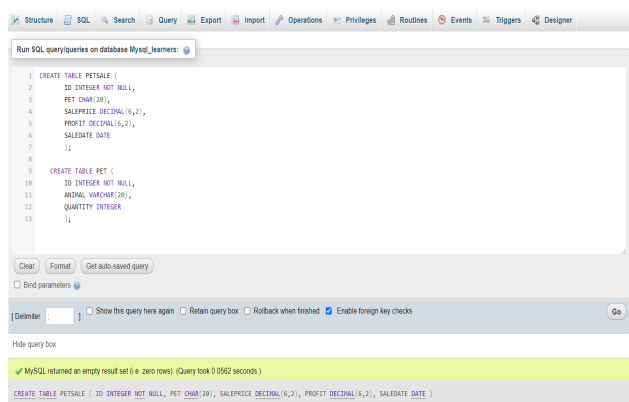 Structure SQL Search Query Export Import Operations Privileges Routines Events Triggers Designer
Run SQL query/queries on database Mysql_learners:
1 CREATE TABLE PETSALE (
2 ID INTEGER NOT NULL,
3 PET CHAR(20),
4 SALEPRICE DECIMAL(6,2),
5 PROFIT DECIMAL(6,2),
6 SALEDATE DATE
7 );
8
9 CREATE TABLE PET (
10 ID INTEGER NOT NULL,
11 ANIMAL VARCHAR(20),
12 QUANTITY INTEGER
13 );
Clear Format Get auto-saved query
Bind parameters
[ Delimiter ; ] Show this query here again Retain query box Rollback when finished Enable foreign key checks Go
Hide query box
MySQL returned an empty result set (i.e. zero rows). (Query took 0.0562 seconds.)
CREATE TABLE PETSALE ( ID INTEGER NOT NULL, PET CHAR(20), SALEPRICE DECIMAL(6,2), PROFIT DECIMAL(6,2), SALEDATE DATE )